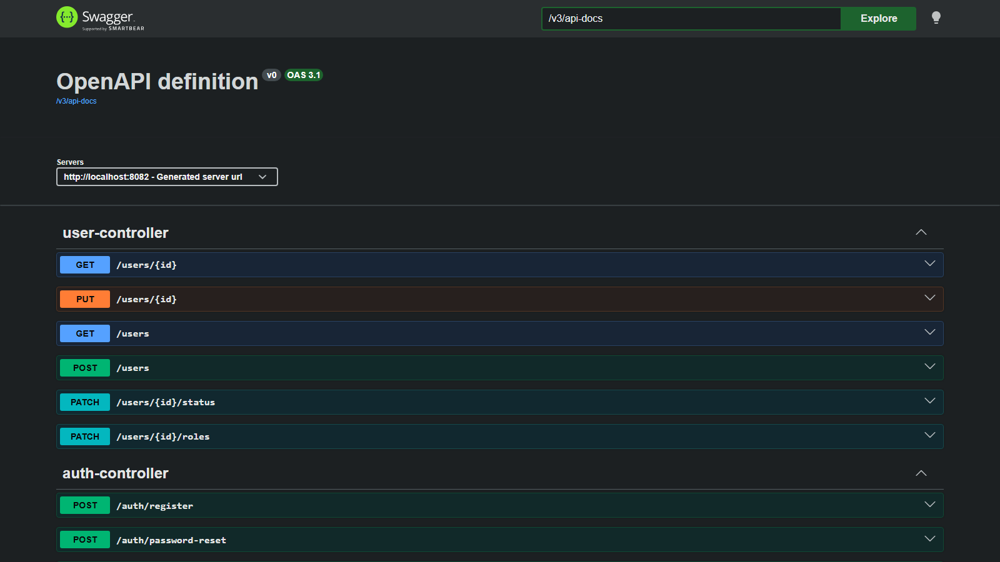 Swagger.
Supported by SMARTBEAR
/v3/api-docs
Explore
OpenAPI definition v0 OAS 3.1
/v3/api-docs
Servers
http://localhost:8082 - Generated server url
user-controller
GET /users/{id}
PUT /users/{id}
GET /users
POST /users
PATCH /users/{id}/status
PATCH /users/{id}/roles
auth-controller
POST /auth/register
POST /auth/password-reset